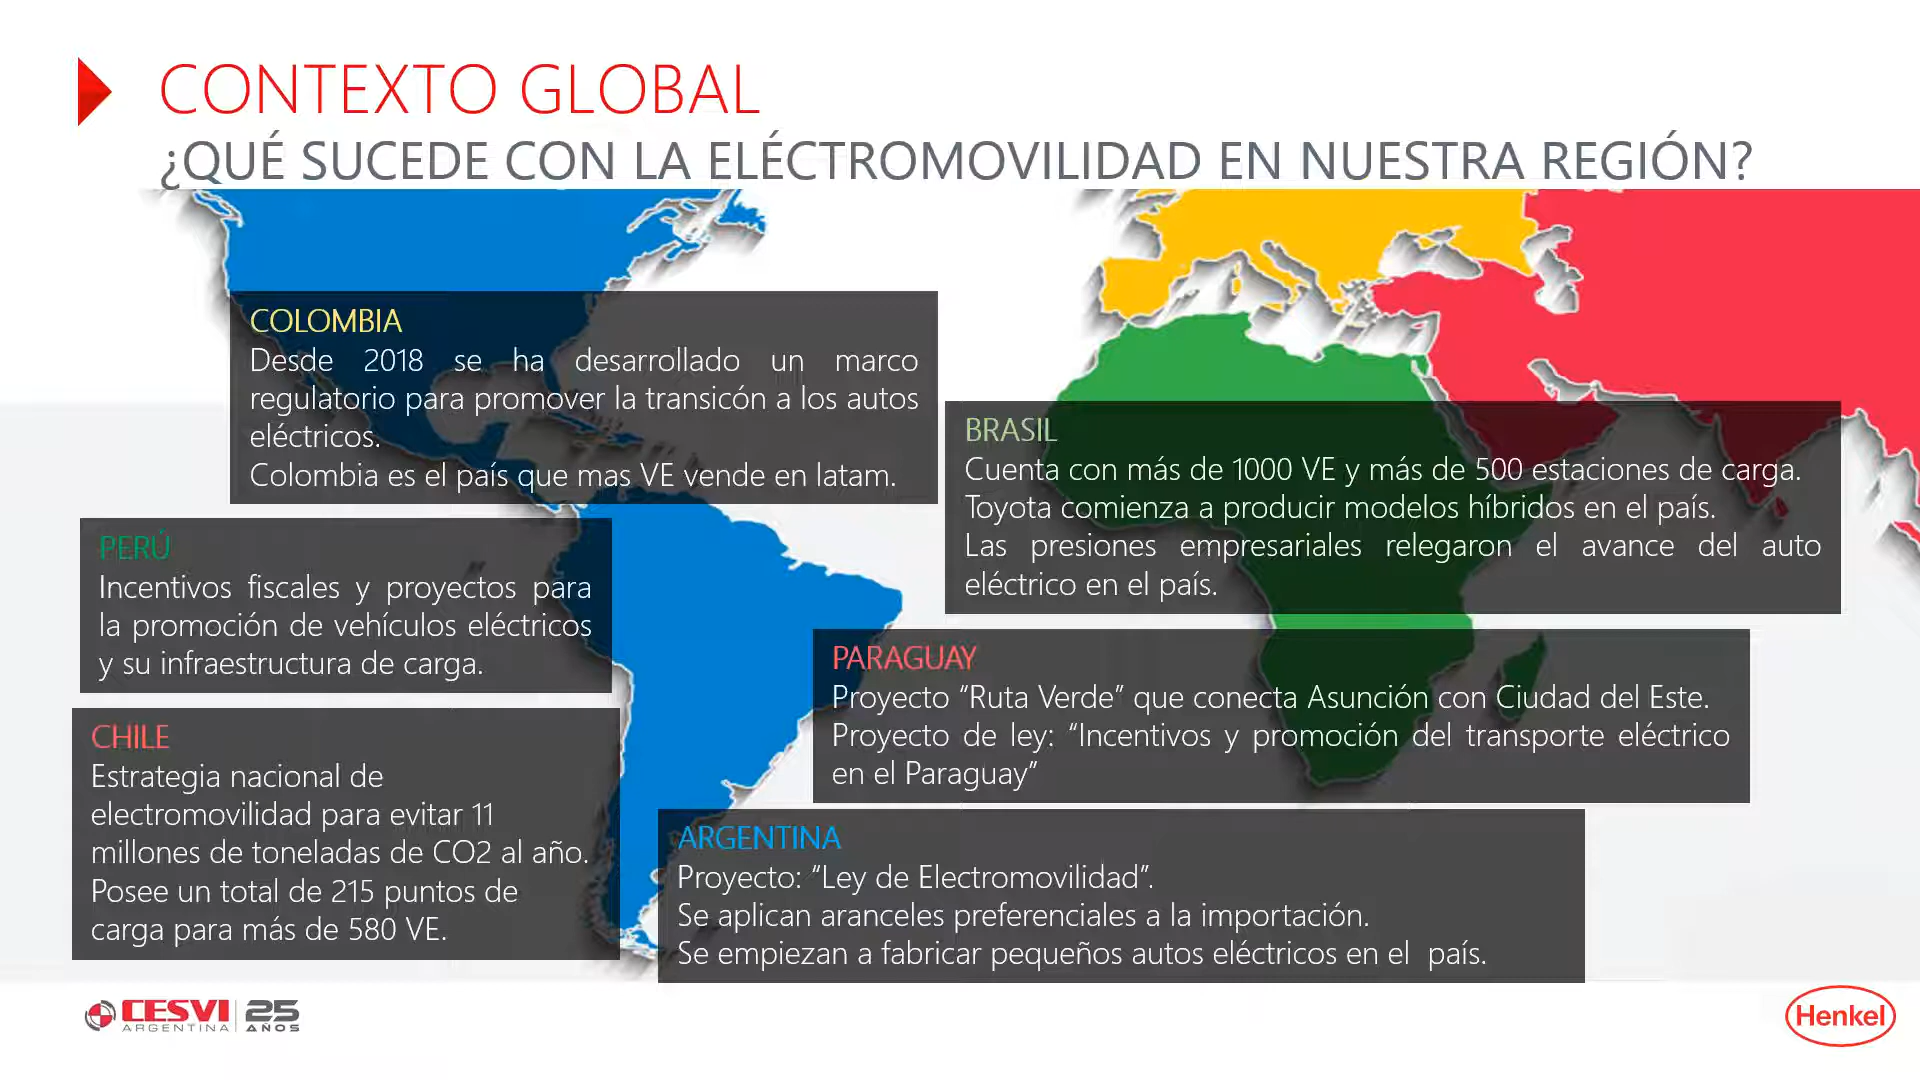 CONTEXTO GLOBAL
¿QUÉ SUCEDE CON LA ELÉCTROMOVILIDAD EN NUESTRA REGIÓN?
COLOMBIA
Desde 2018 se ha desarrollado un marco
regulatorio para promover la transicón a los autos
eléctricos.
Colombia es el país que mas VE vende en latam.
BRASIL
Cuenta con más de 1000 VE y más de 500 estaciones de carga.
Toyota comienza a producir modelos híbridos en el país.
Las presiones empresariales relegaron el avance del auto
eléctrico en el país.
PERÚ
Incentivos fiscales y proyectos para
la promoción de vehículos eléctricos
y su infraestructura de carga.
PARAGUAY
Proyecto “Ruta Verde” que conecta Asunción con Ciudad del Este.
Proyecto de ley: “Incentivos y promoción del transporte eléctrico
en el Paraguay”
CHILE
Estrategia nacional de
electromovilidad para evitar 11
millones de toneladas de CO2 al año.
Posee un total de 215 puntos de
carga para más de 580 VE.
ARGENTINA
Proyecto: “Ley de Electromovilidad”.
Se aplican aranceles preferenciales a la importación.
Se empiezan a fabricar pequeños autos eléctricos en el  país.
CESVI
ARGENTINA
25
AÑOS
Henkel